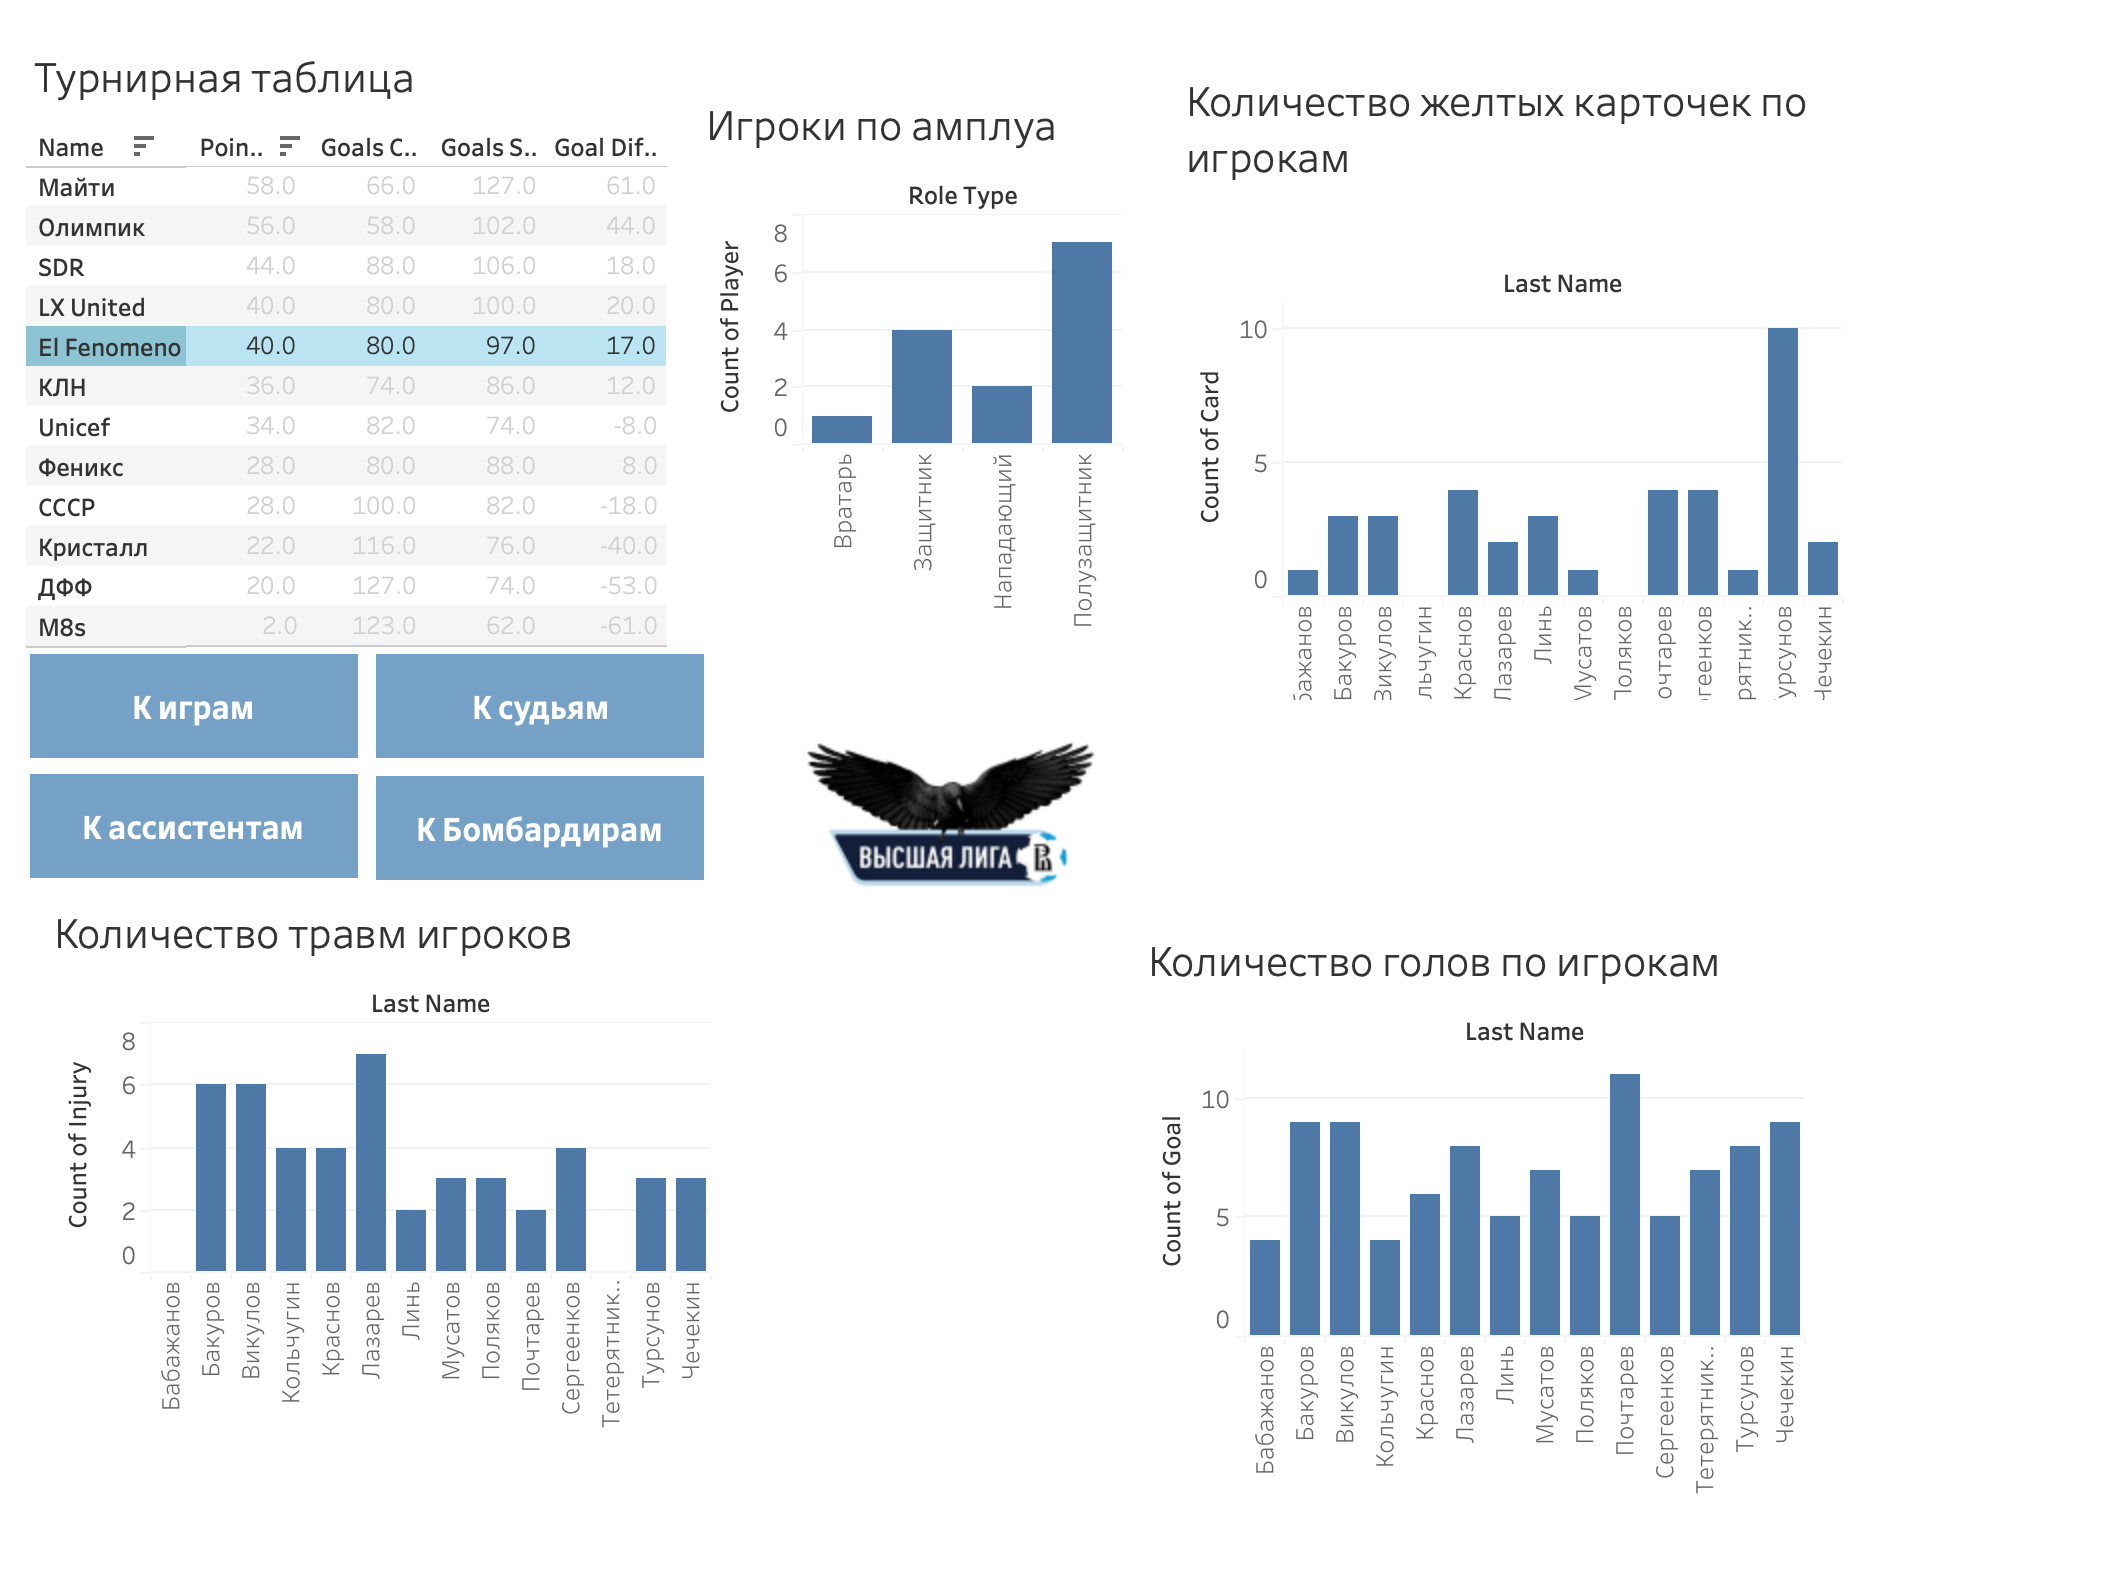 Турнирная таблица
Name Poin.. Goals C.. Goals S.. Goal Dif..
Майти 58.0 66.0 127.0 61.0
Олимпик 56.0 58.0 102.0 44.0
SDR 44.0 88.0 106.0 18.0
LX United 40.0 80.0 100.0 20.0
El Fenomeno 40.0 80.0 97.0 17.0
КЛН 36.0 74.0 86.0 12.0
Unicef 34.0 82.0 74.0 -8.0
Феникс 28.0 80.0 88.0 8.0
СССР 28.0 100.0 82.0 -18.0
Кристалл 22.0 116.0 76.0 -40.0
ДФФ 20.0 127.0 74.0 -53.0
M8s 2.0 123.0 62.0 -61.0
К играм
К судьям
К ассистентам
К Бомбардирам
Игроки по амплуа
Role Type
Count of Player
8
6
4
2
0
Вратарь
Защитник
Нападающий
Полузащитник
ВЫСШАЯ ЛИГА
Количество желтых карточек по
игрокам
Last Name
Count of Card
10
5
0
бажанов
Бакуров
Викулов
льчугин
Краснов
Лазарев
Линь
Мусатов
Поляков
очтарев
ргеенков
рятник..
урсунов
Чечекин
Количество травм игроков
Last Name
Count of Injury
8
6
4
2
0
Бабажанов
Бакуров
Викулов
Кольчугин
Краснов
Лазарев
Линь
Мусатов
Поляков
Почтарев
Сергеенков
Тетерятник..
Турсунов
Чечекин
Количество голов по игрокам
Last Name
Count of Goal
10
5
0
Бабажанов
Бакуров
Викулов
Кольчугин
Краснов
Лазарев
Линь
Мусатов
Поляков
Почтарев
Сергеенков
Тетерятник..
Турсунов
Чечекин